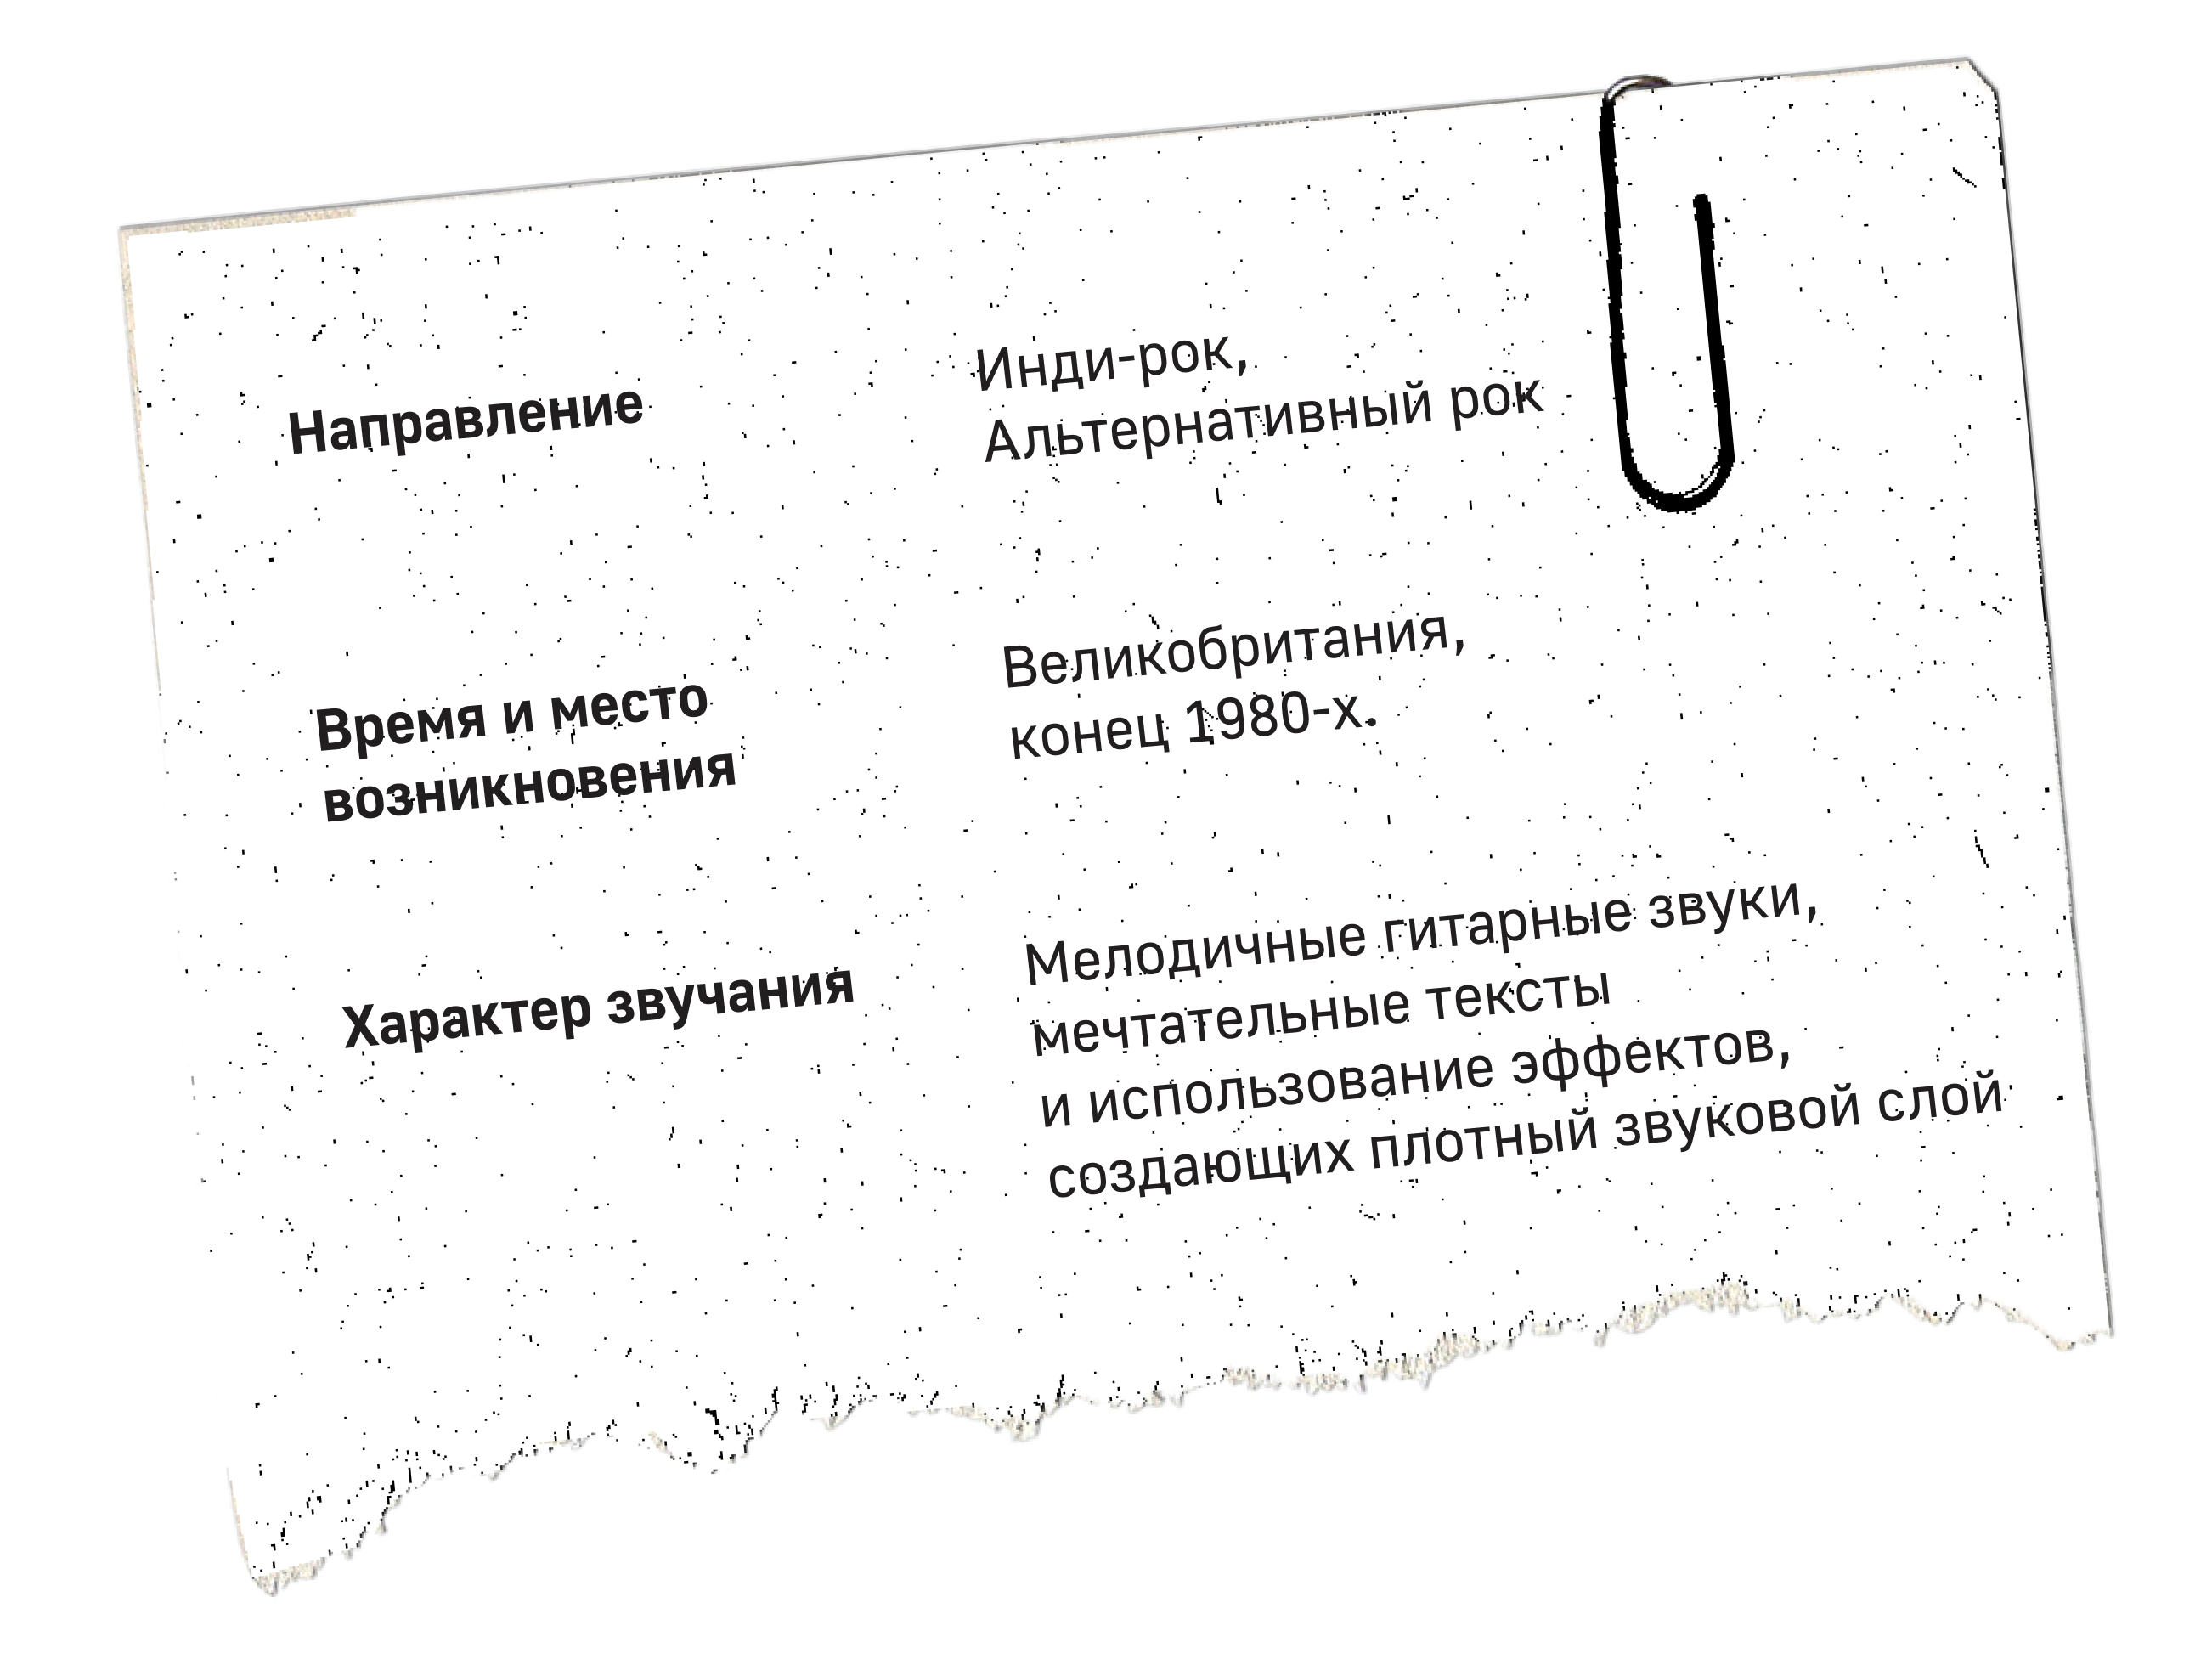 Направление
Инди-рок,
Альтернативный рок
Время и место
возникновения
Великобритания,
конец 1980-х.
Характер звучания
Мелодичные гитарные звуки,
мечтательные тексты
и использование эффектов,
создающих плотный звуковой слой